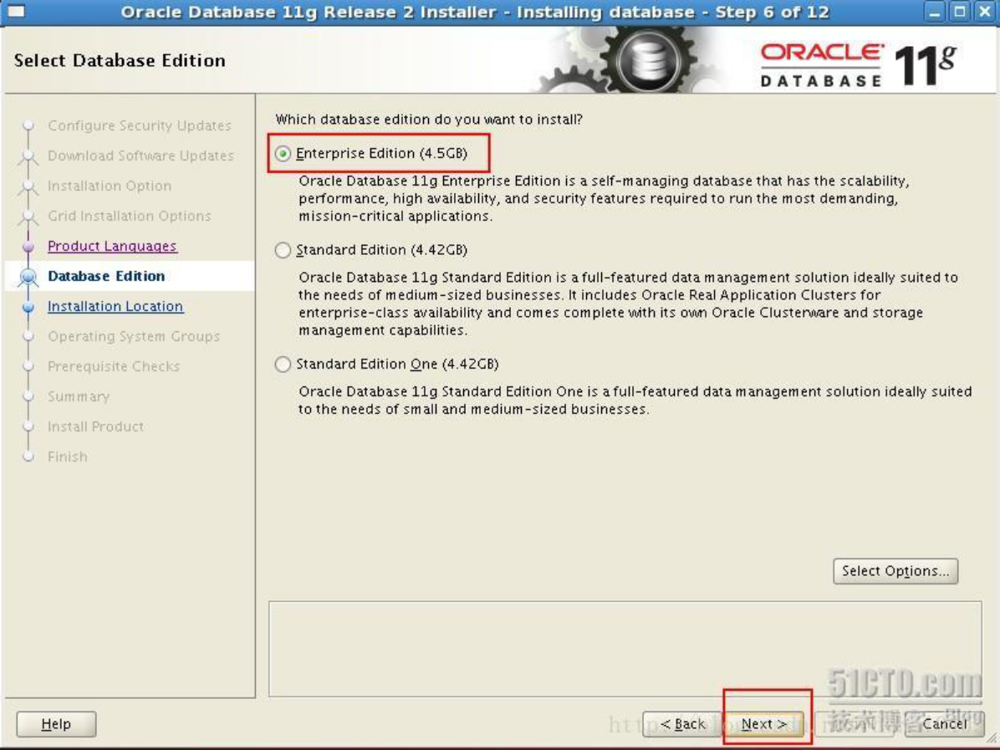 Oracle Database 11g Release 2 Installer - Installing database - Step 6 of 12
Select Database Edition
ORACLE
DATABASE
11g
Configure Security Updates
Download Software Updates
Installation Option
Grid Installation Options
Product Languages
Database Edition
Installation Location
Operating System Groups
Prerequisite Checks
Summary
Install Product
Finish
Which database edition do you want to install?
Enterprise Edition (4.5GB)
Oracle Database 11g Enterprise Edition is a self-managing database that has the scalability,
performance, high availability, and security features required to run the most demanding,
mission-critical applications.
Standard Edition (4.42GB)
Oracle Database 11g Standard Edition is a full-featured data management solution ideally suited to
the needs of medium-sized businesses. It includes Oracle Real Application Clusters for
enterprise-class availability and comes complete with its own Oracle Clusterware and storage
management capabilities.
Standard Edition One (4.42GB)
Oracle Database 11g Standard Edition One is a full-featured data management solution ideally suited
to the needs of small and medium-sized businesses.
Select Options...
51CTO.com
技术博客 Blog
Help
< Back
Next >
Cancel